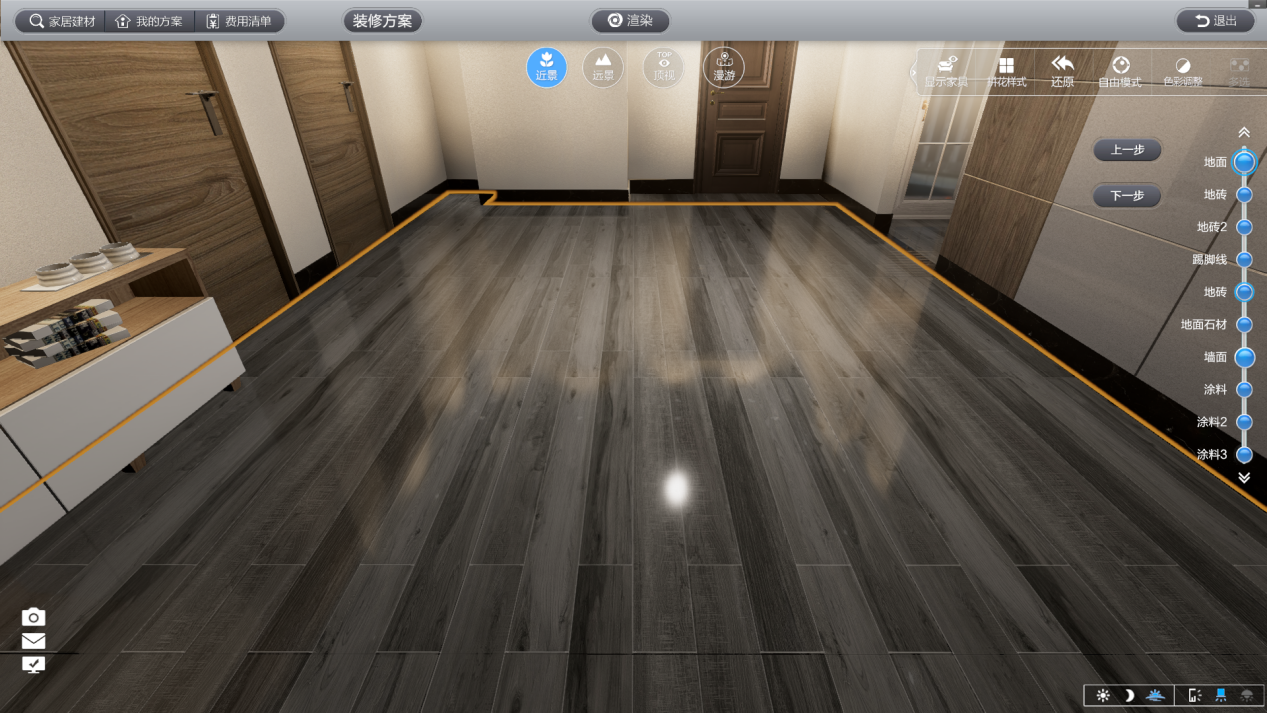 家居建材 我的方案 费用清单 装修方案 渲染 退出
近景 远景 TOP 顶视 漫游
显示家具 拼花样式 还原 自由模式 色彩调整 多选
上一步
下一步
地面
地砖
地砖2
踢脚线
地砖
地面石材
墙面
涂料
涂料2
涂料3